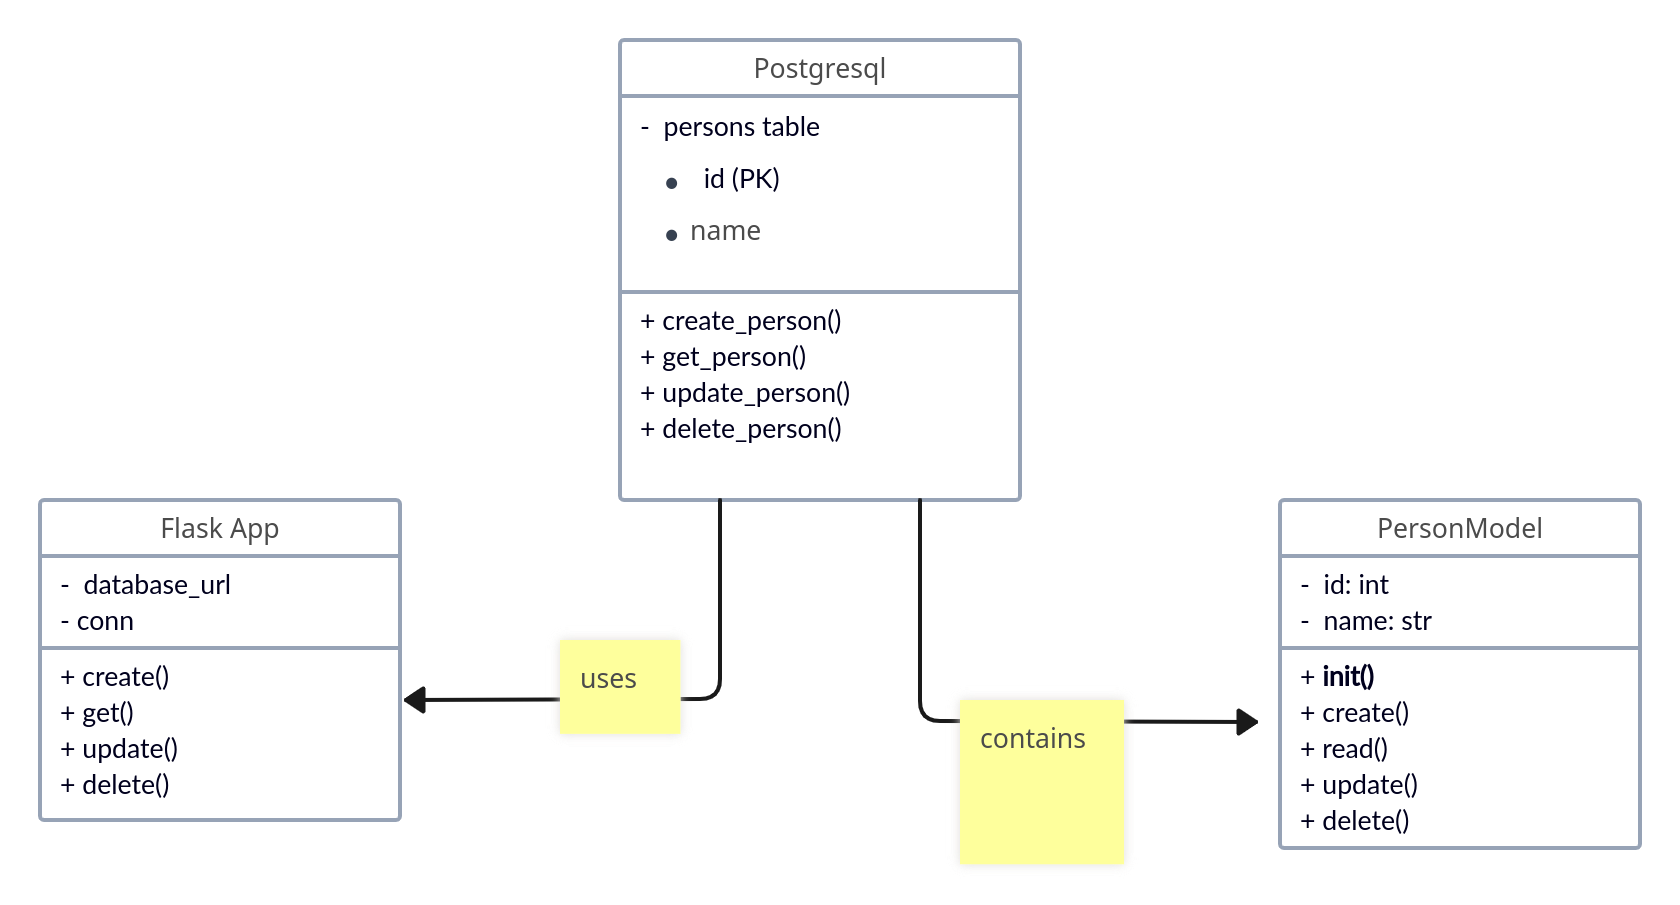 Postgresql
- persons table
● id (PK)
● name
+ create_person()
+ get_person()
+ update_person()
+ delete_person()
Flask App
- database_url
- conn
+ create()
+ get()
+ update()
+ delete()
uses
contains
PersonModel
- id: int
- name: str
+ init()
+ create()
+ read()
+ update()
+ delete()